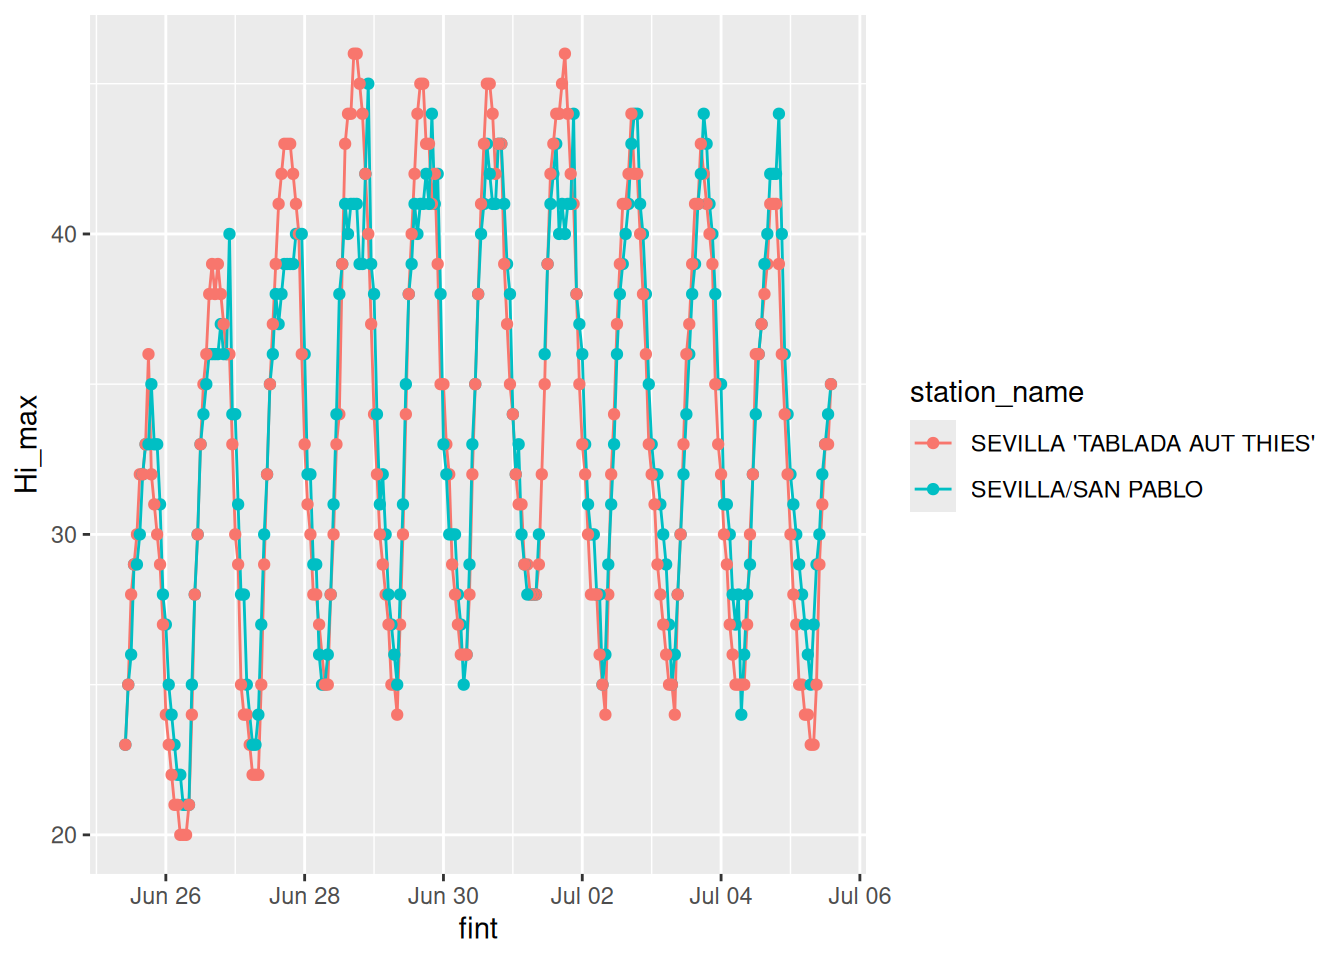 Hi_max
40
30
20
Jun 26
Jun 28
Jun 30
Jul 02
Jul 04
Jul 06
fint
station_name
SEVILLA 'TABLADA AUT THIES'
SEVILLA/SAN PABLO